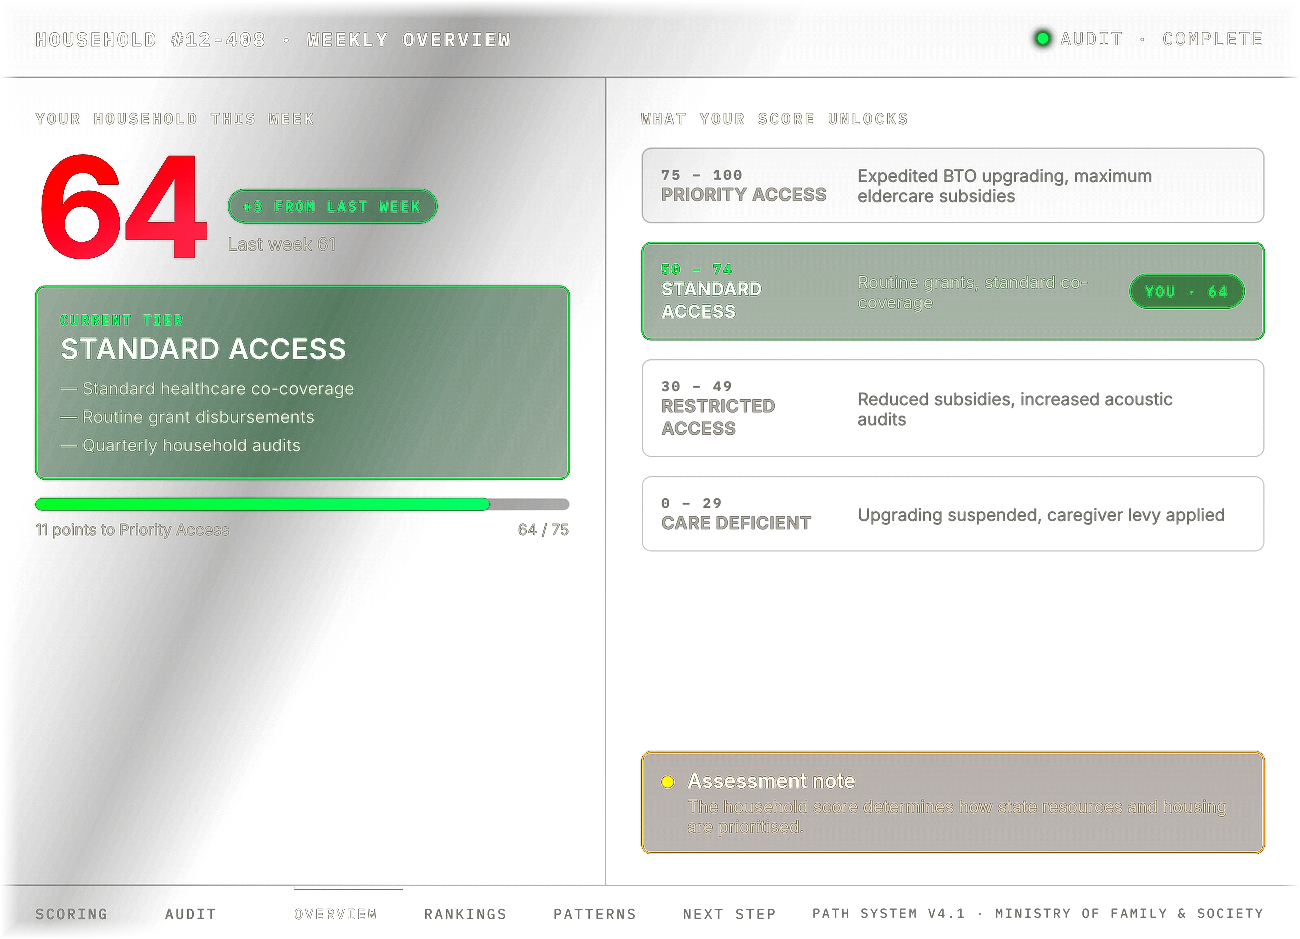 HOUSEHOLD #12-408 · WEEKLY OVERVIEW
AUDIT · COMPLETE
YOUR HOUSEHOLD THIS WEEK
64
+3 FROM LAST WEEK
Last week 61
CURRENT TIER
STANDARD ACCESS
— Standard healthcare co-coverage
— Routine grant disbursements
— Quarterly household audits
11 points to Priority Access
64 / 75
WHAT YOUR SCORE UNLOCKS
75 – 100
PRIORITY ACCESS
Expedited BTO upgrading, maximum
eldercare subsidies
50 – 74
STANDARD
ACCESS
Routine grants, standard co-
coverage
YOU · 64
30 – 49
RESTRICTED
ACCESS
Reduced subsidies, increased acoustic
audits
0 – 29
CARE DEFICIENT
Upgrading suspended, caregiver levy applied
Assessment note
The household score determines how state resources and housing
are prioritised.
SCORING
AUDIT
OVERVIEW
RANKINGS
PATTERNS
NEXT STEP
PATH SYSTEM V4.1 · MINISTRY OF FAMILY & SOCIETY